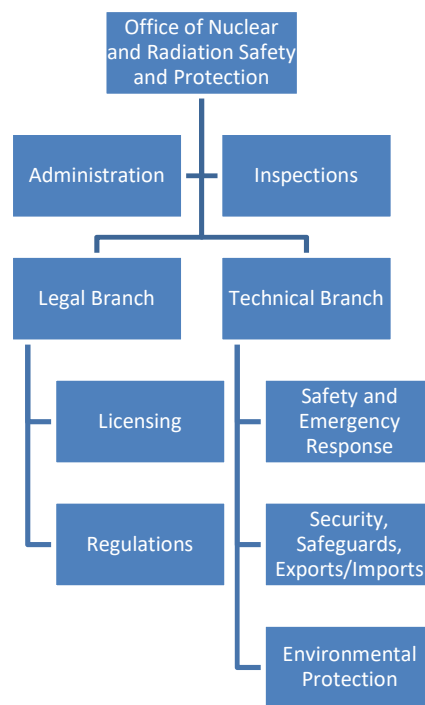 Office of Nuclear
and Radiation Safety
and Protection
Administration
Inspections
Legal Branch
Technical Branch
Licensing
Safety and
Emergency
Response
Regulations
Security,
Safeguards,
Exports/Imports
Environmental
Protection